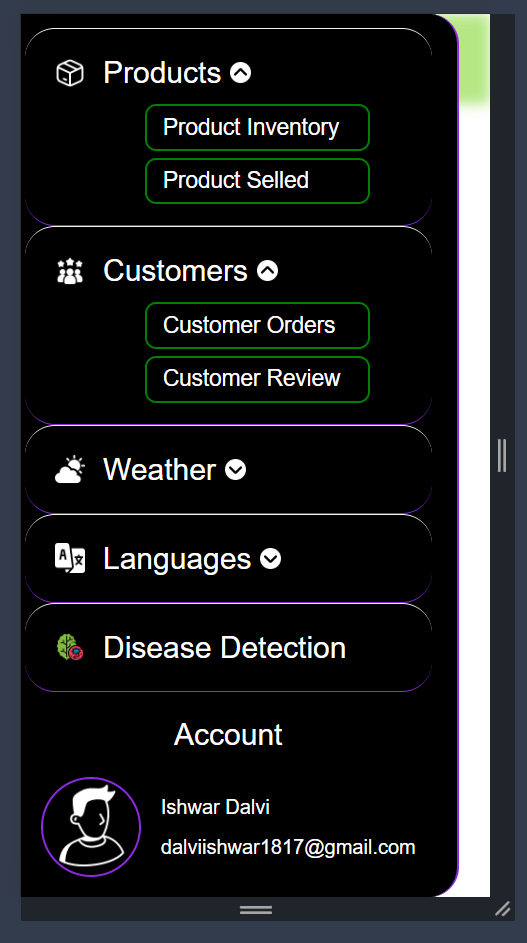 Products
Product Inventory
Product Selled
Customers
Customer Orders
Customer Review
Weather
A 文
Languages
Disease Detection
Account
Ishwar Dalvi
dalviishwar1817@gmail.com